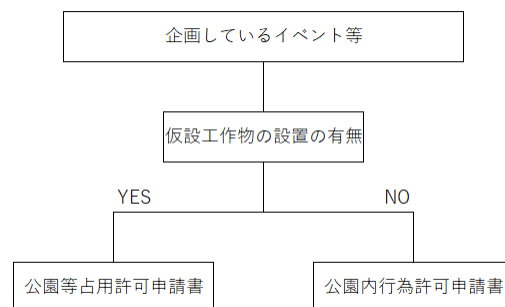 企画しているイベント等
仮設工作物の設置の有無
YES
NO
公園等占用許可申請書
公園内行為許可申請書